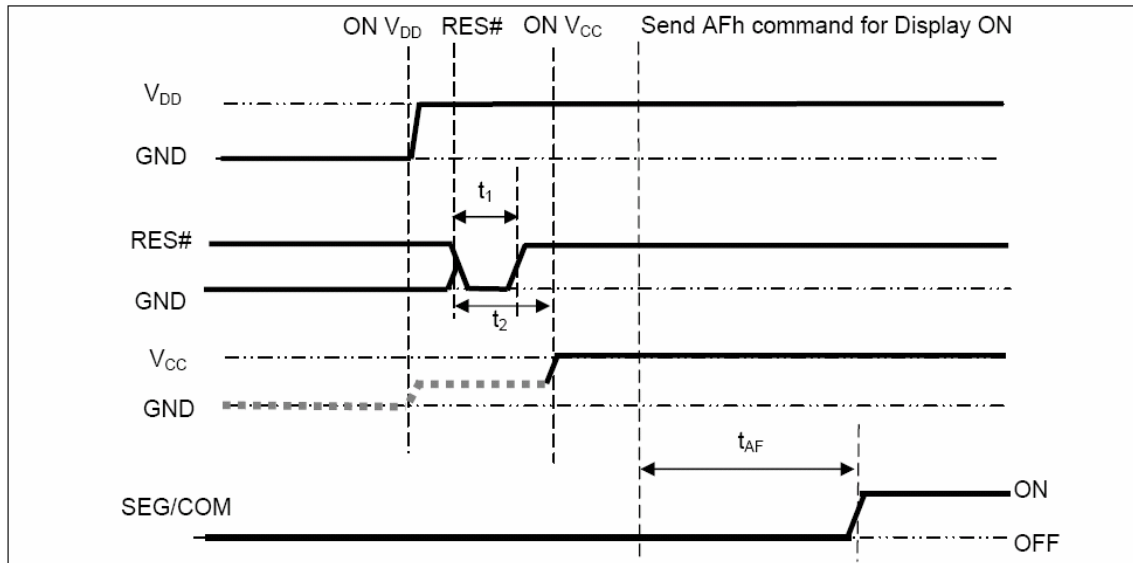 ON VDD RES# ON VCC Send AFh command for Display ON
VDD
GND
t1
RES#
GND
t2
VCC
GND
tAF
SEG/COM
ON
OFF